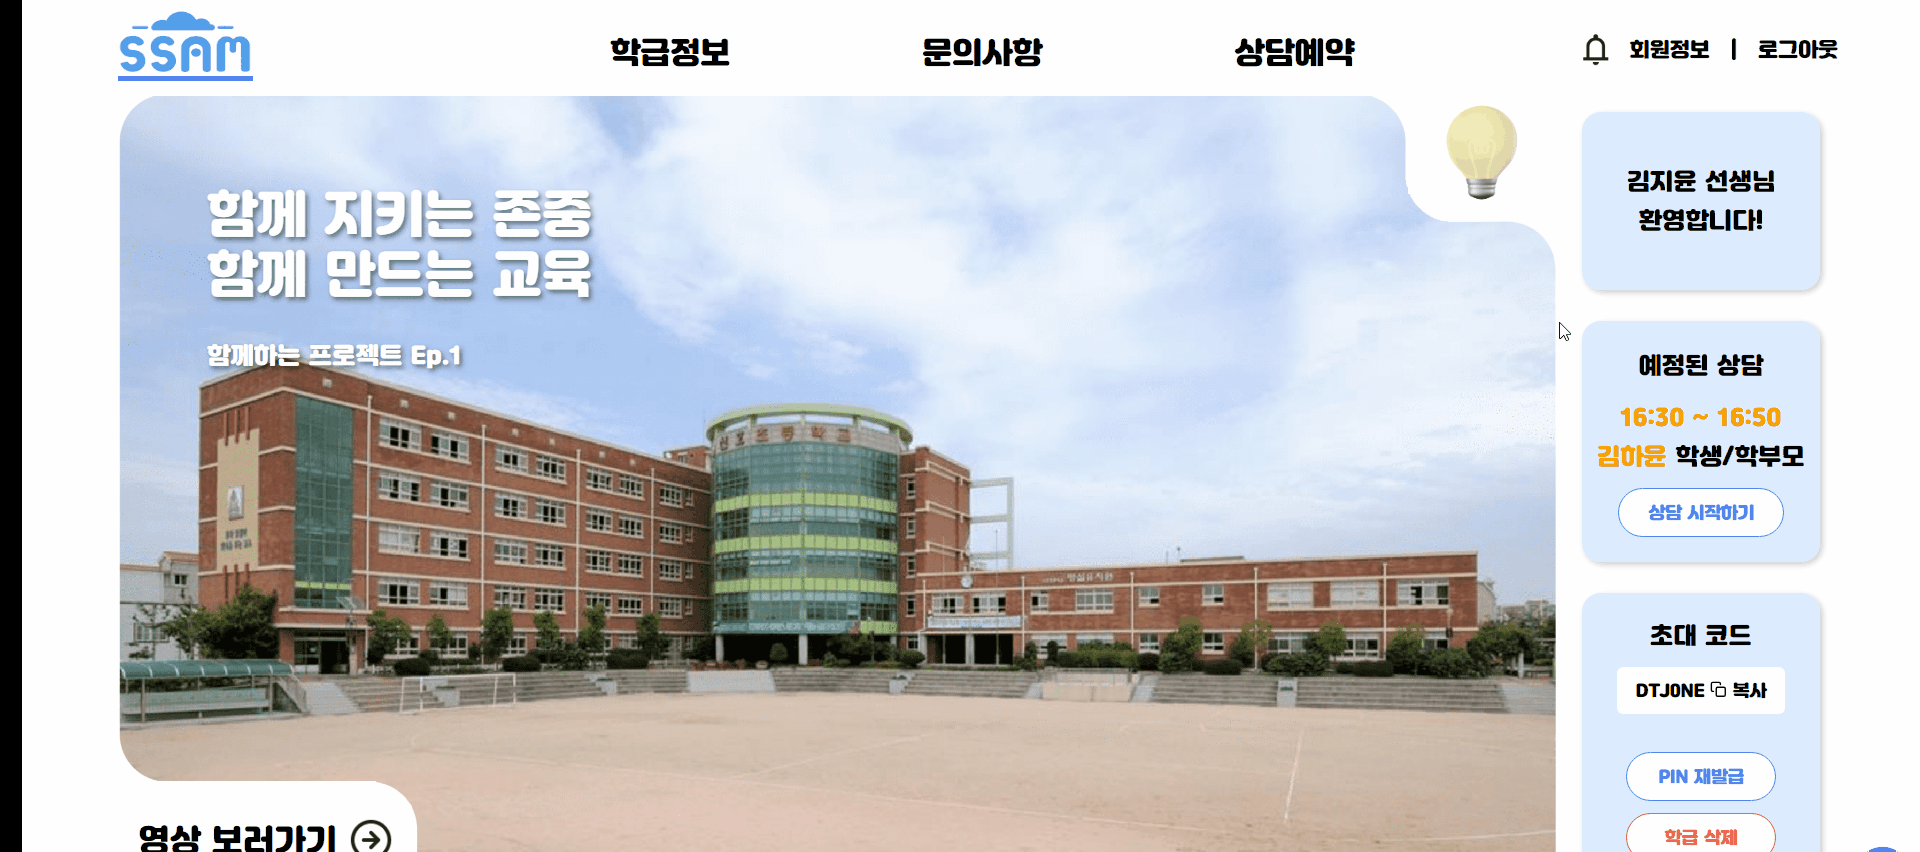 SSAM
학급정보
문의사항
상담예약
회원정보 | 로그아웃
함께 지키는 존중
함께 만드는 교육
함께하는 프로젝트 Ep.1
김지윤 선생님
환영합니다!
예정된 상담
16:30 ~ 16:50
김하윤 학생/학부모
상담 시작하기
초대 코드
DTJ0NE 복사
PIN 재발급
학급 삭제
영상 보러가기